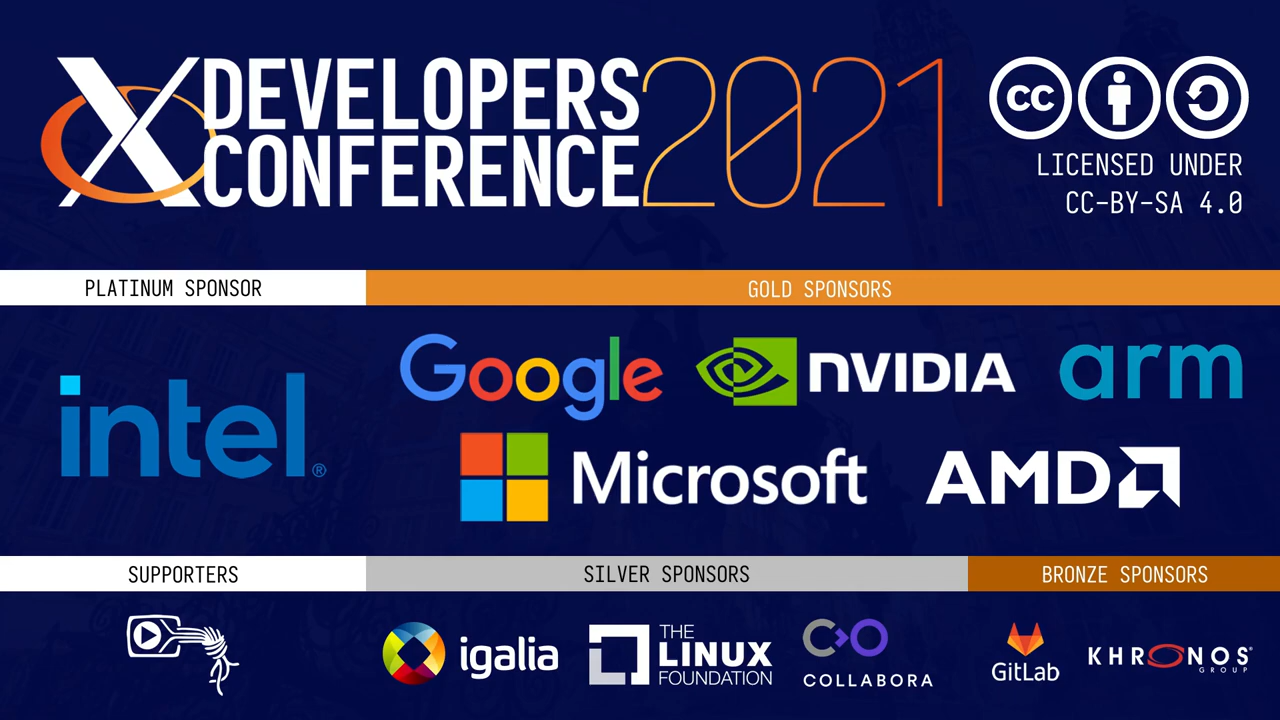 X DEVELOPERS
CONFERENCE 2021
cc
LICENSED UNDER
CC-BY-SA 4.0
PLATINUM SPONSOR
GOLD SPONSORS
intel®
Google
NVIDIA
arm
Microsoft
AMD
SUPPORTERS
SILVER SPONSORS
BRONZE SPONSORS
igalia
THE
LINUX
FOUNDATION
COLLABORA
GitLab
KHRONOS®
GROUP